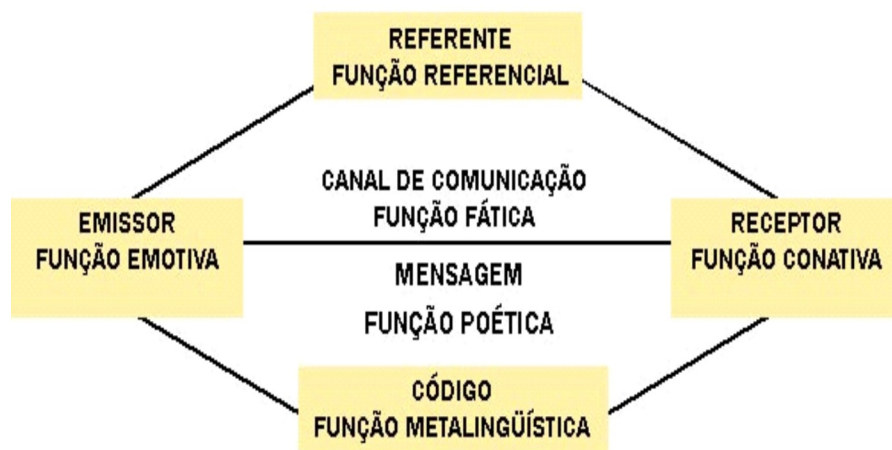 REFERENTE
FUNÇÃO REFERENCIAL
CANAL DE COMUNICAÇÃO
FUNÇÃO FÁTICA
EMISSOR
FUNÇÃO EMOTIVA
RECEPTOR
FUNÇÃO CONATIVA
MENSAGEM
FUNÇÃO POÉTICA
CÓDIGO
FUNÇÃO METALINGÜÍSTICA